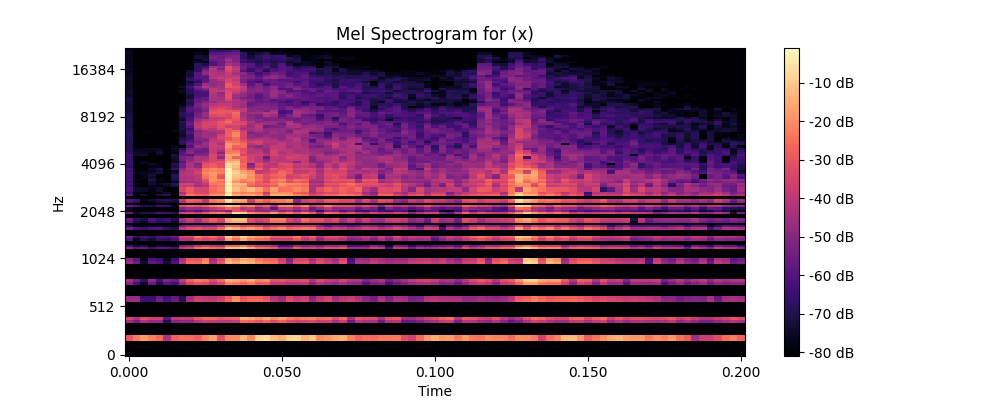 Mel Spectrogram for (x)
Hz
16384
8192
4096
2048
1024
512
0
0.000
0.050
0.100
0.150
0.200
Time
-10 dB
-20 dB
-30 dB
-40 dB
-50 dB
-60 dB
-70 dB
-80 dB